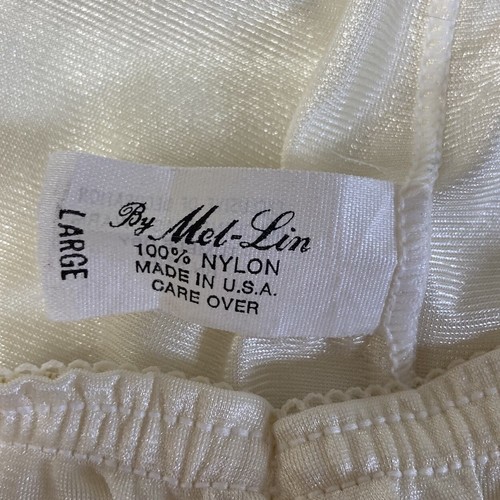 By Mel-Lin
100% NYLON
MADE IN U.S.A.
CARE OVER
LARGE